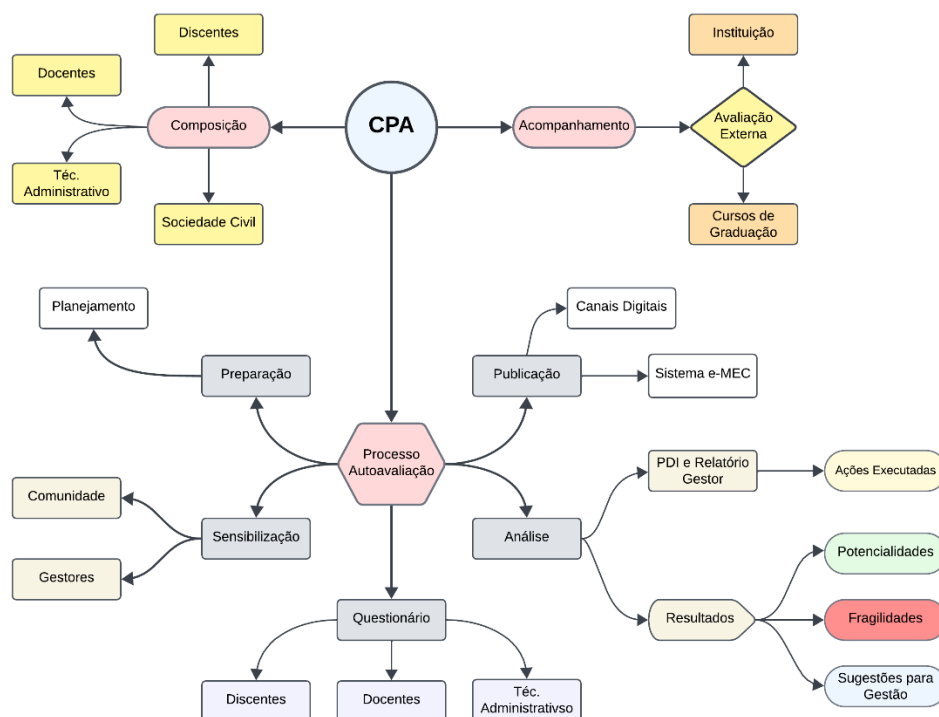 Discentes
Instituição
Docentes
CPA
Composição
Acompanhamento
Avaliação
Externa
Téc.
Administrativo
Sociedade Civil
Cursos de
Graduação
Planejamento
Canais Digitais
Preparação
Publicação
Sistema e-MEC
Processo
Autoavaliação
PDI e Relatório
Gestor
Ações Executadas
Comunidade
Sensibilização
Análise
Potencialidades
Gestores
Questionário
Resultados
Fragilidades
Discentes
Docentes
Téc.
Administrativso
Sugestões para
Gestão